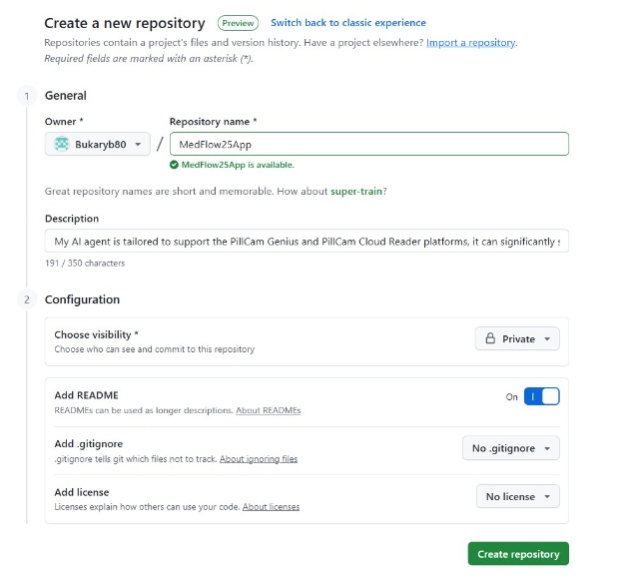 Create a new repository Preview Switch back to classic experience
Repositories contain a project's files and version history. Have a project elsewhere? Import a repository.
Required fields are marked with an asterisk (*).
1 General
Owner * Repository name *
Bukaryb80 / MedFlow25App
MedFlow25App is available.
Great repository names are short and memorable. How about super-train?
Description
My AI agent is tailored to support the PillCam Genius and PillCam Cloud Reader platforms, it can significantly
191 / 350 characters
2 Configuration
Choose visibility * Private
Choose who can see and commit to this repository
Add README On
READMEs can be used as longer descriptions. About READMEs
Add .gitignore No .gitignore
.gitignore tells git which files not to track. About ignoring files
Add license No license
Licenses explain how others can use your code. About licenses
Create repository